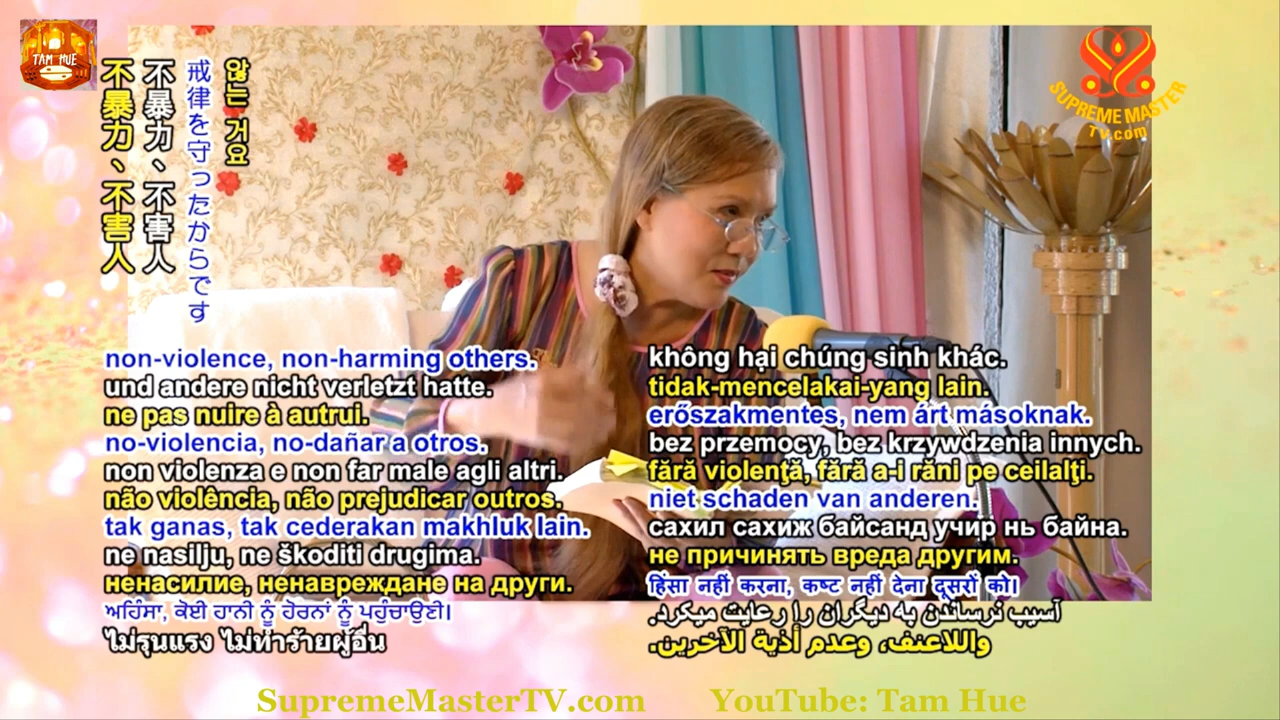 TAM HUE
SUPREME MASTER
TV.com
않는 거요
戒律を守ったからです
不暴力、不害人
不暴力、不害人
non-violence, non-harming others.
und andere nicht verletzt hatte.
ne pas nuire à autrui.
no-violencia, no-dañar a otros.
non violenza e non far male agli altri.
não violência, não prejudicar outros.
tak ganas, tak cederakan makhluk lain.
ne nasilju, ne škoditi drugima.
ненасилие, ненавреждане на други.
ਅਹਿੰਸਾ, ਕੋਈ ਹਾਨੀ ਨੂੰ ਹੋਰਨਾਂ ਨੂੰ ਪਹੁੰਚਾਉਣੀ।
ไม่รุนแรง ไม่ทำร้ายผู้อื่น
không hại chúng sinh khác.
tidak-mencelakai-yang lain.
erőszakmentes, nem árt másoknak.
bez przemocy, bez krzywdzenia innych.
fără violenţă, fără a-i răni pe ceilalţi.
niet schaden van anderen.
сахил сахиж байсанд учир нь байна.
не причинять вреда другим.
हिंसा नहीं करना, कष्ट नहीं देना दूसरों को।
آسیب نرساندن به دیگران را رعایت میکرد.
واللاعنف، وعدم أذية الآخرين.
SupremeMasterTV.com
YouTube: Tam Hue